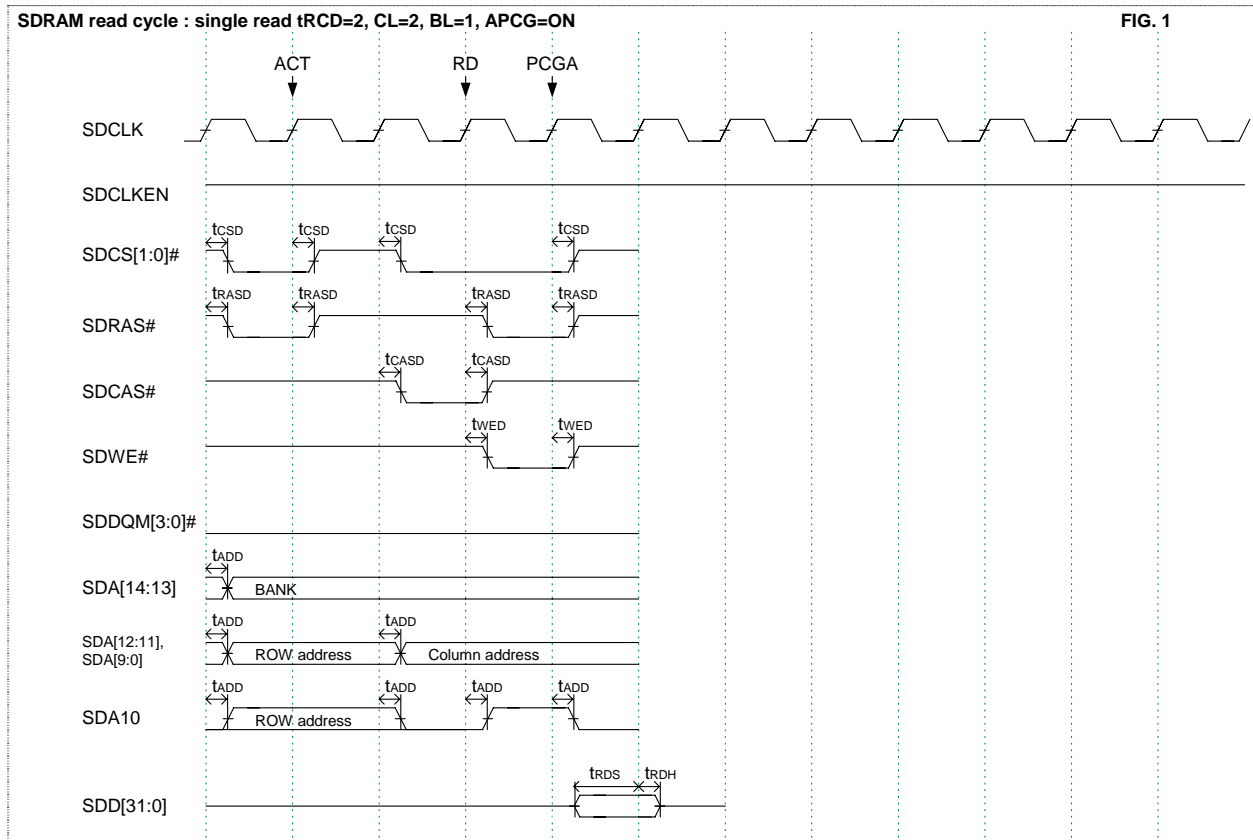 SDRAM read cycle : single read tRCD=2, CL=2, BL=1, APCG=ON FIG. 1
ACT RD PCGA
SDCLK
SDCLKEN
tCSD tCSD tCSD tCSD
SDCS[1:0]#
tRASD tRASD tRASD tRASD
SDRAS#
tCASD tCASD
SDCAS#
tWED tWED
SDWE#
SDDQM[3:0]#
tADD
SDA[14:13] BANK
tADD tADD
SDA[12:11],
SDA[9:0] ROW address Column address
tADD tADD tADD tADD
SDA10 ROW address
tRDS tRDH
SDD[31:0]